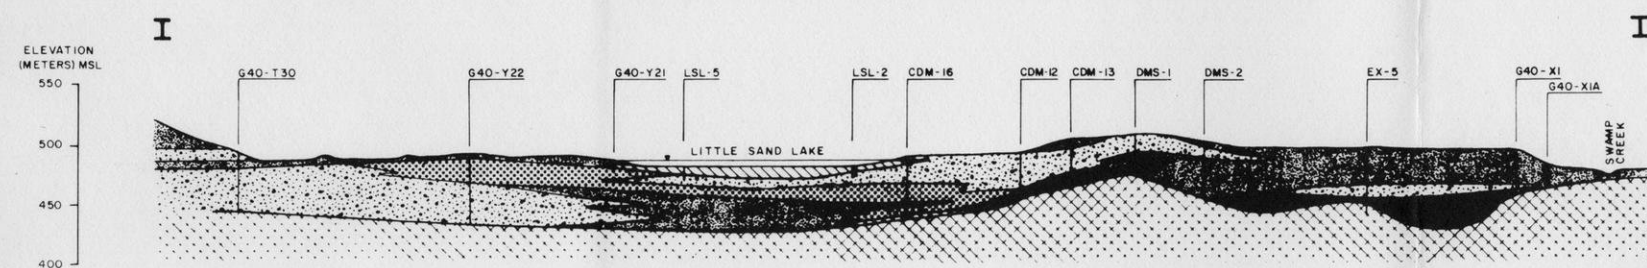 I
I
ELEVATION
(METERS) MSL
550
500
450
400
G40-T30
G40-Y22
G40-Y21
LSL-5
LSL-2
CDM-16
CDM-12
CDM-13
DMS-1
DMS-2
EX-5
G40-X1
G40-X1A
LITTLE SAND LAKE
SWAMP
CREEK